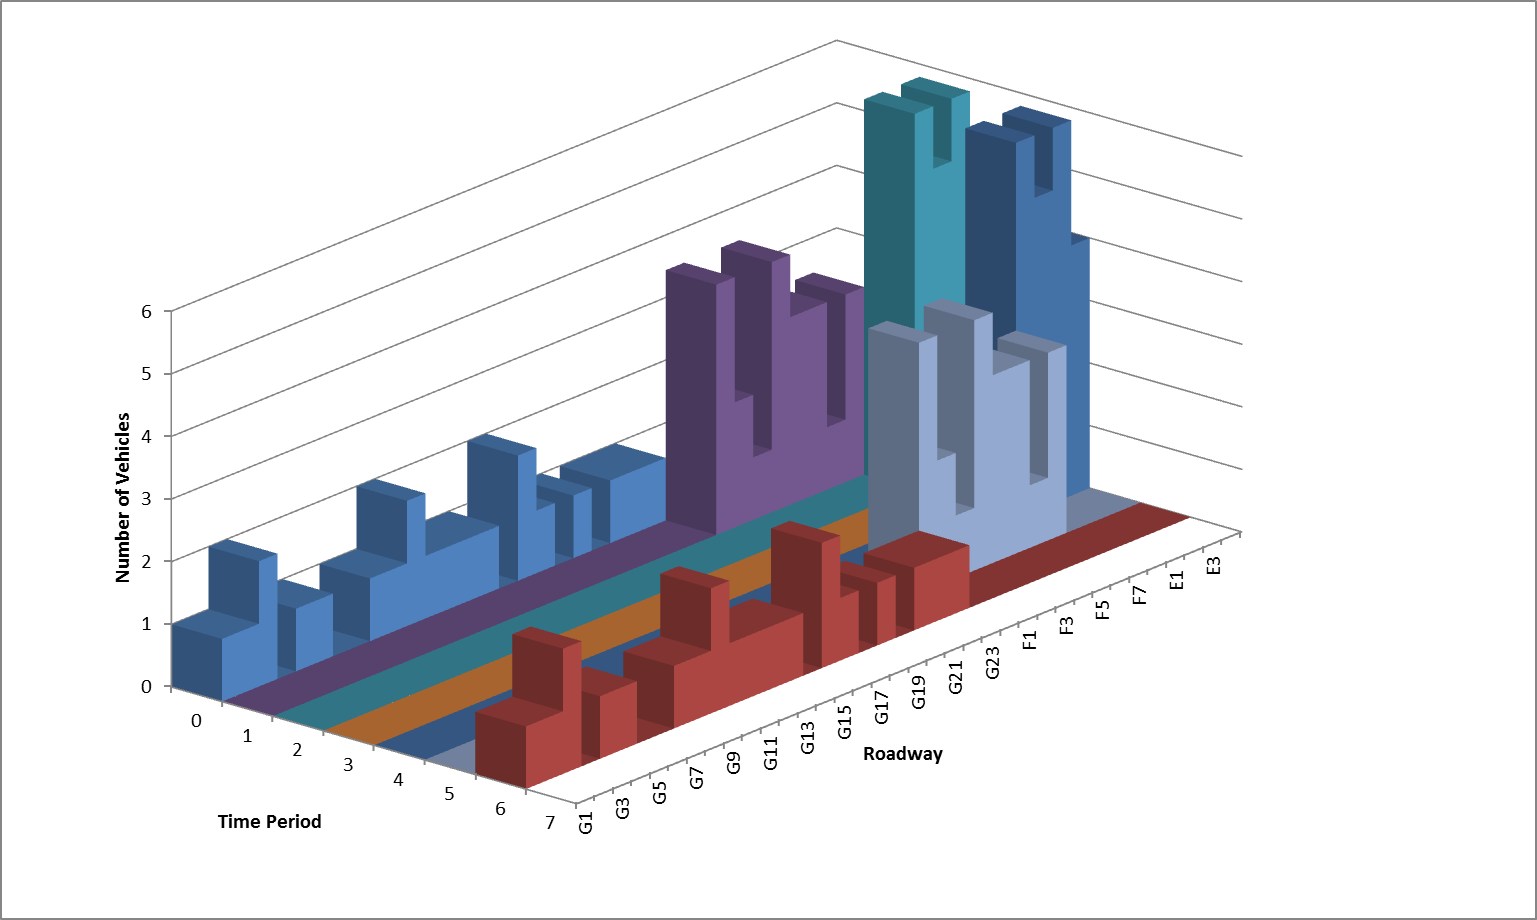 6
5
4
3
2
1
0
Number of Vehicles
0
1
2
3
4
5
6
7
Time Period
G1
G3
G5
G7
G9
G11
G13
G15
G17
G19
G21
G23
F1
F3
F5
F7
E1
E3
Roadway